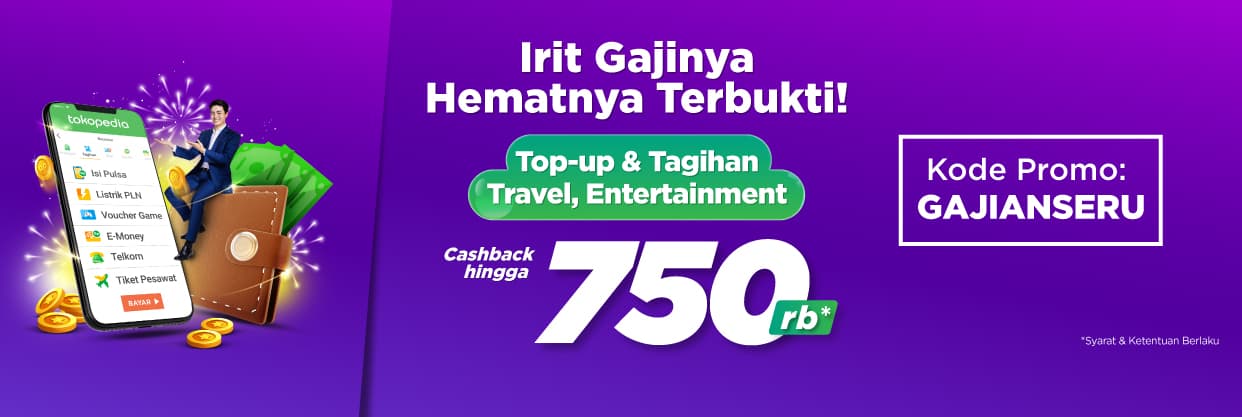 tokopedia
Tagihan
Isi Pulsa
Listrik PLN
Voucher Game
E-Money
Telkom
Tiket Pesawat
BAYAR
Irit Gajinya
Hematnya Terbukti!
Top-up & Tagihan
Travel, Entertainment
Cashback
hingga
750
rb*
Kode Promo:
GAJIANSERU
*Syarat & Ketentuan Berlaku